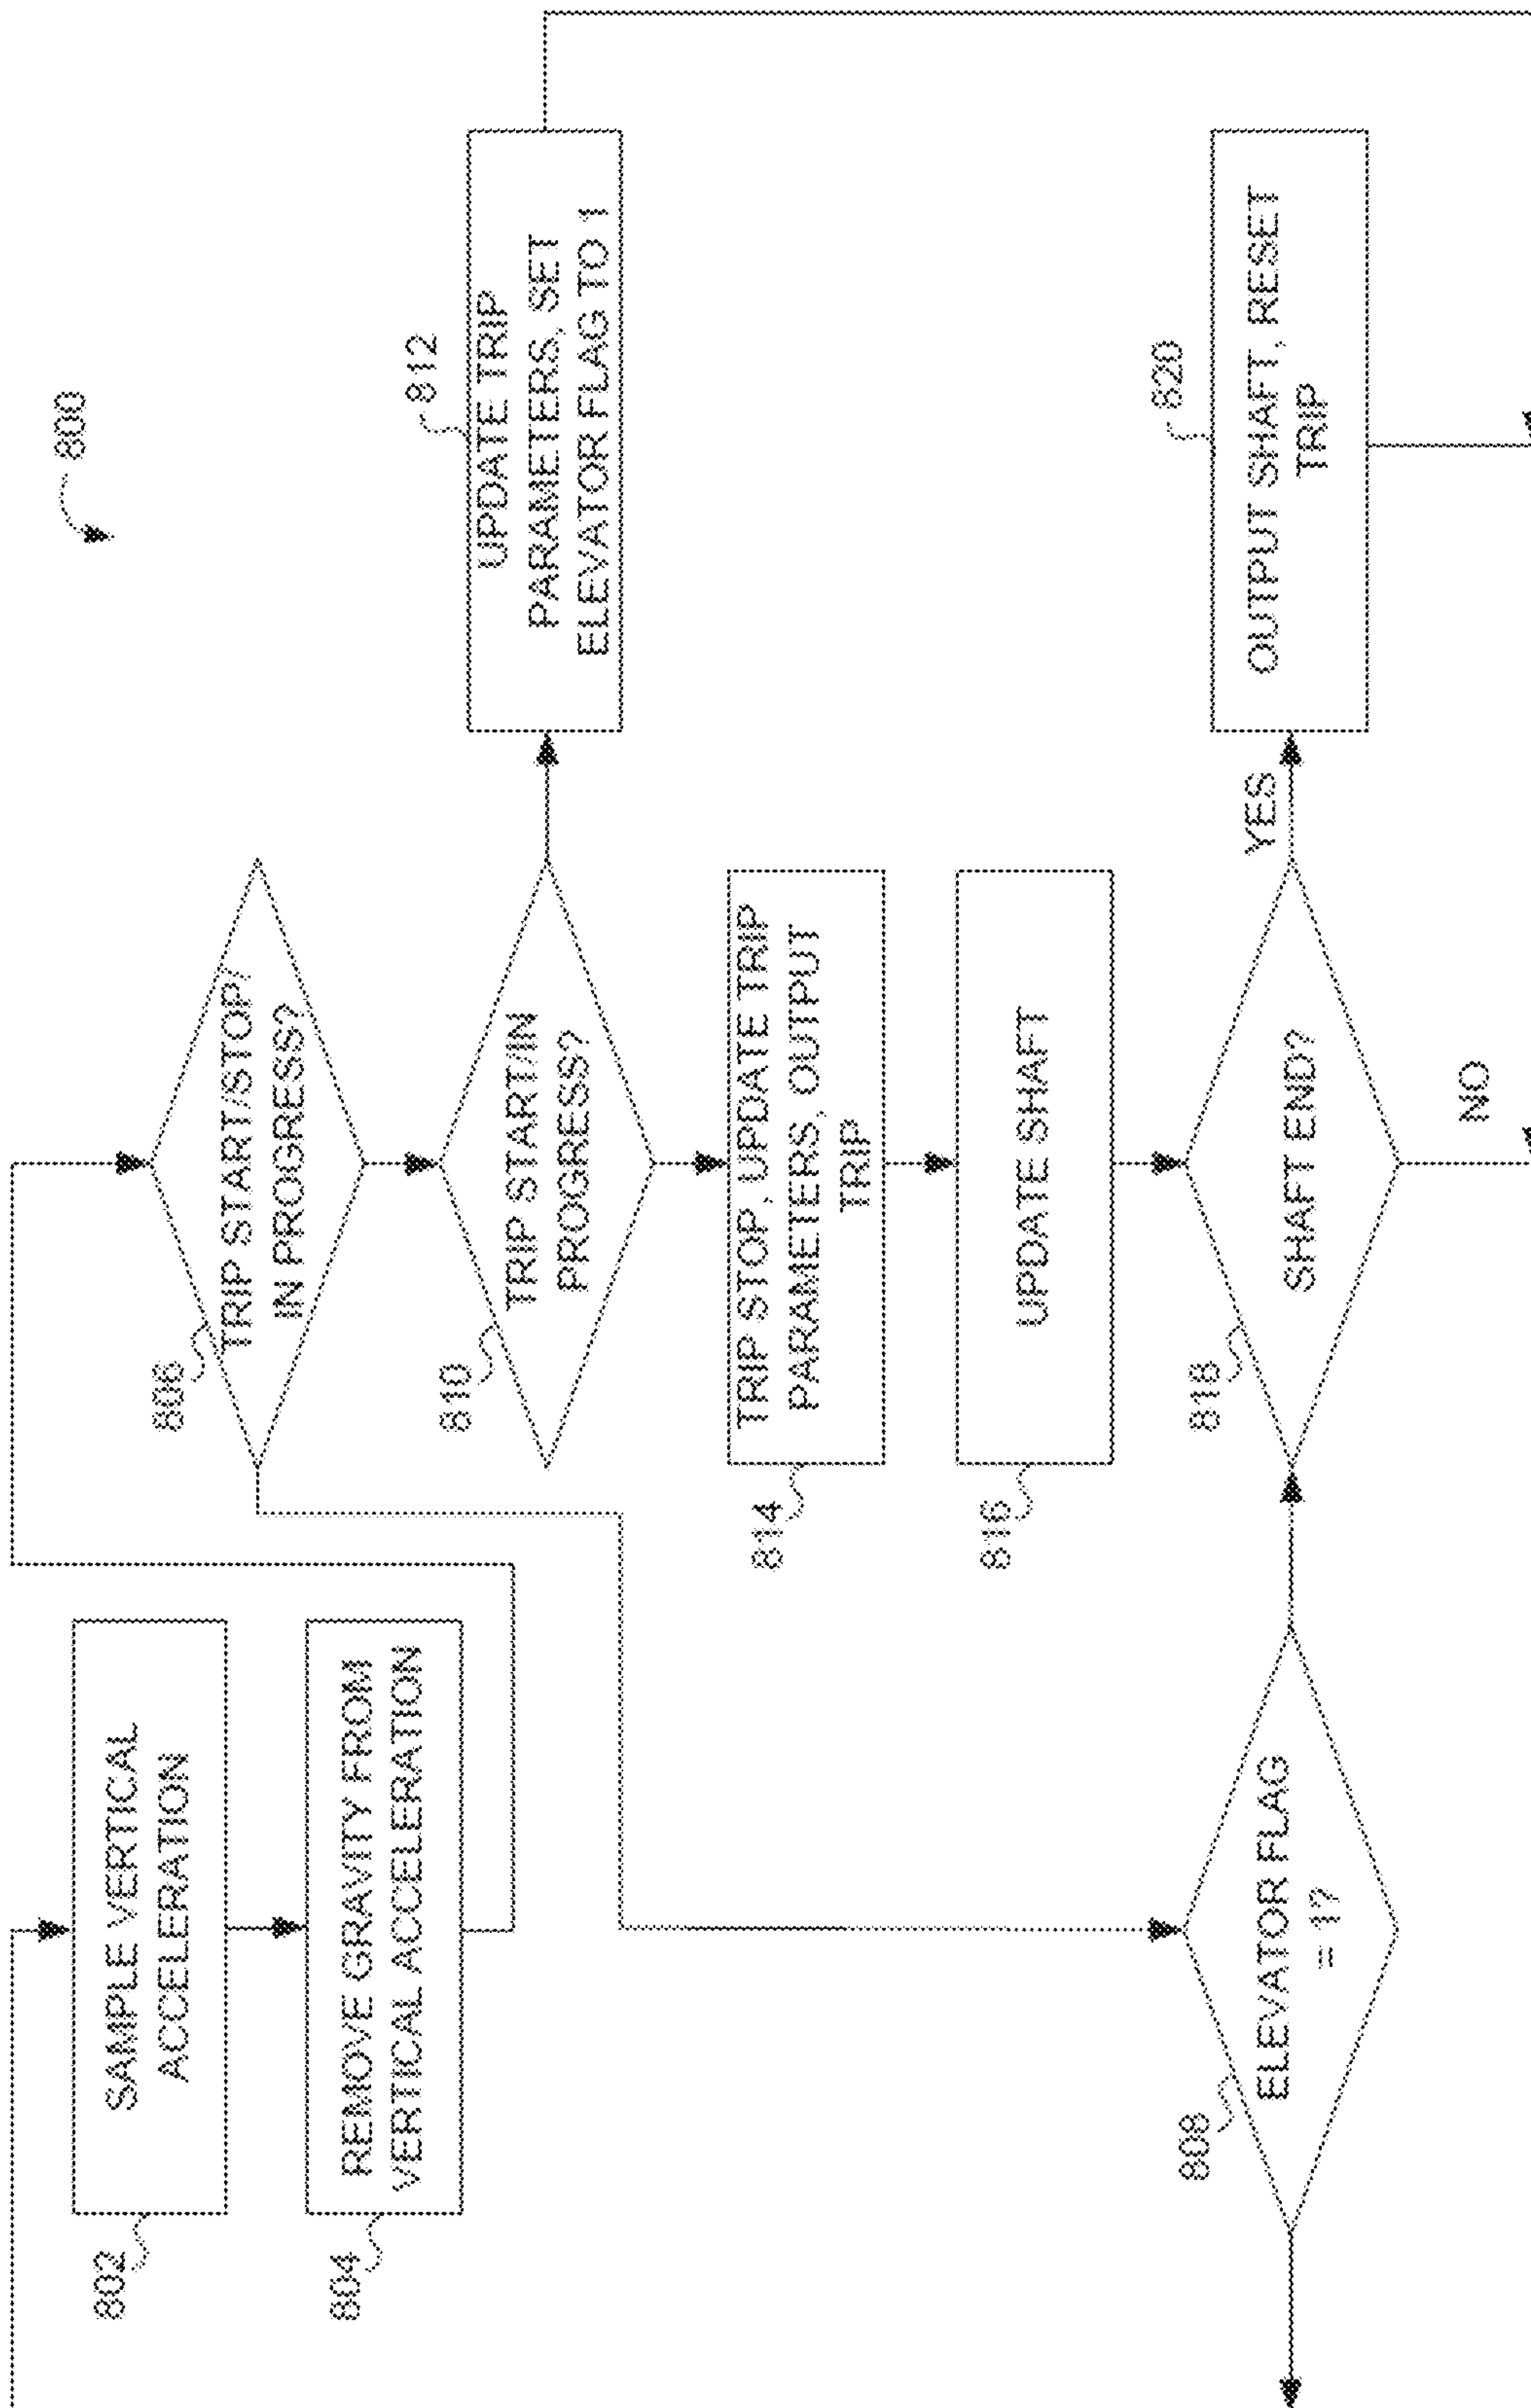 800
802
SAMPLE VERTICAL
ACCELERATION
804
REMOVE GRAVITY FROM
VERTICAL ACCELERATION
806
TRIP START/STOP/
IN PROGRESS?
810
TRIP START/IN
PROGRESS?
812
UPDATE TRIP
PARAMETERS, SET
ELEVATOR FLAG TO 1
814
TRIP STOP, UPDATE TRIP
PARAMETERS, OUTPUT
TRIP
816
UPDATE SHAFT
808
ELEVATOR FLAG
= 1?
818
SHAFT END?
YES
NO
820
OUTPUT SHAFT, RESET
TRIP